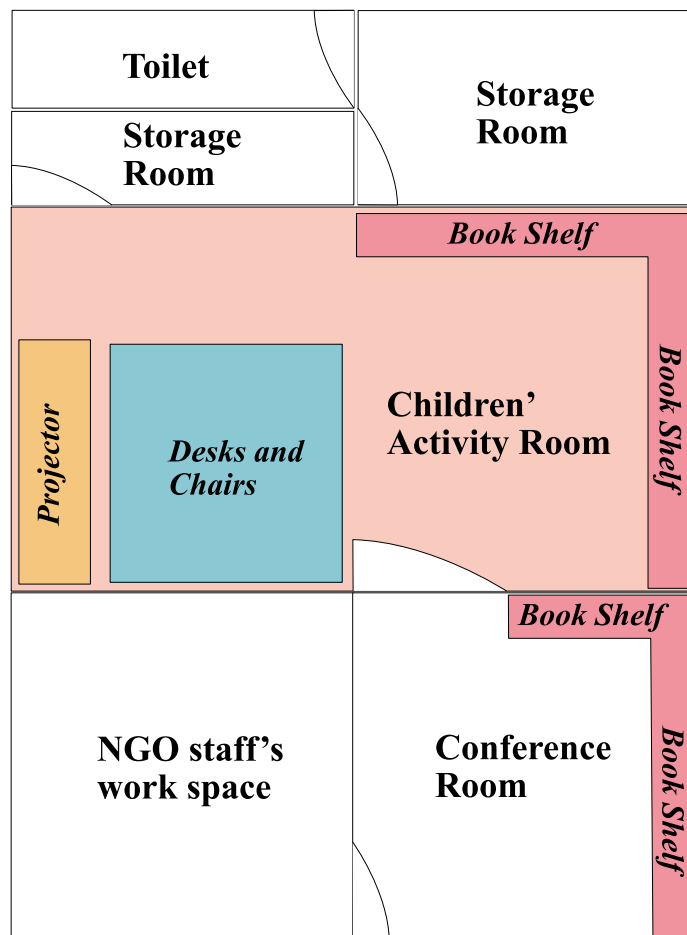 Toilet
Storage
Room
Storage
Room
Book Shelf
Book Shelf
Projector
Desks and
Chairs
Children’
Activity Room
Book Shelf
NGO staff’s
work space
Conference
Room
Book Shelf